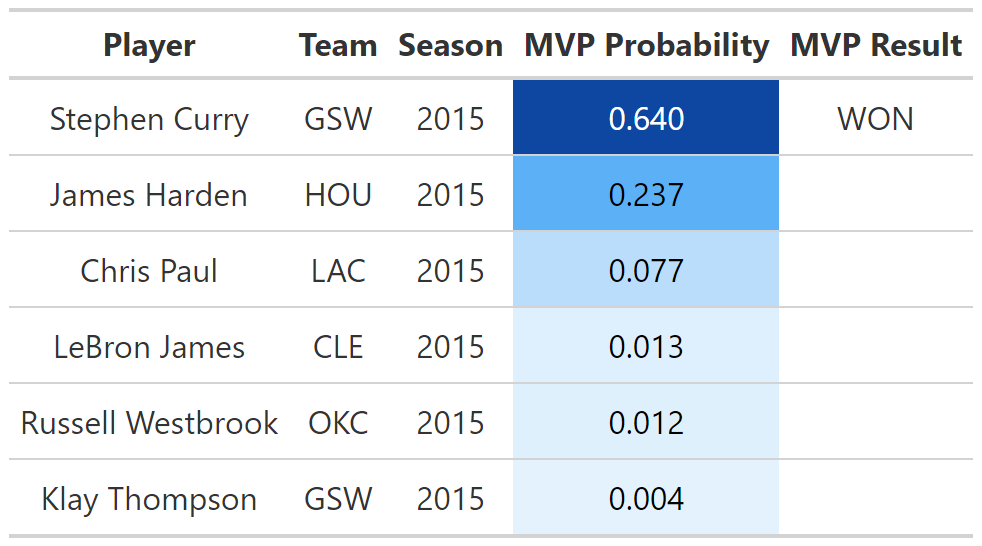 Player Team Season MVP Probability MVP Result
Stephen Curry GSW 2015 0.640 WON
James Harden HOU 2015 0.237
Chris Paul LAC 2015 0.077
LeBron James CLE 2015 0.013
Russell Westbrook OKC 2015 0.012
Klay Thompson GSW 2015 0.004